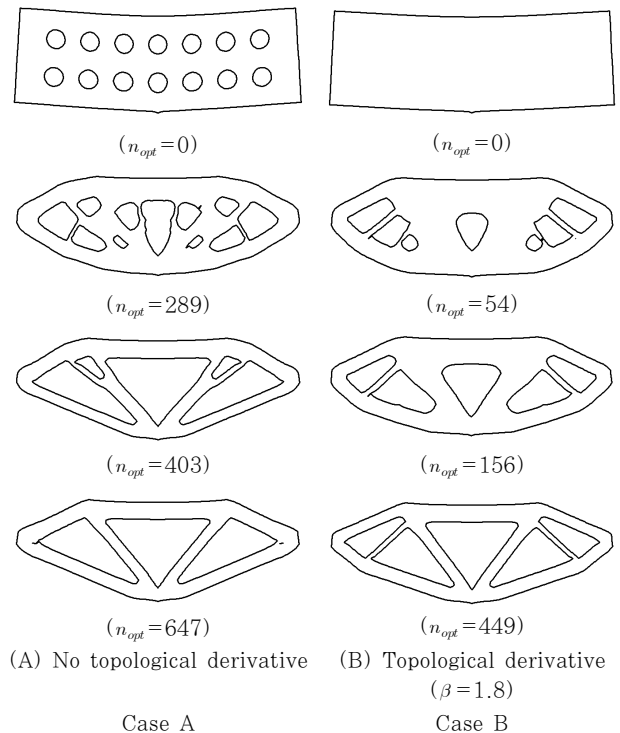 (n_opt=0) (n_opt=0)
(n_opt=289) (n_opt=54)
(n_opt=403) (n_opt=156)
(n_opt=647) (n_opt=449)
(A) No topological derivative (B) Topological derivative
(β=1.8)
Case A Case B